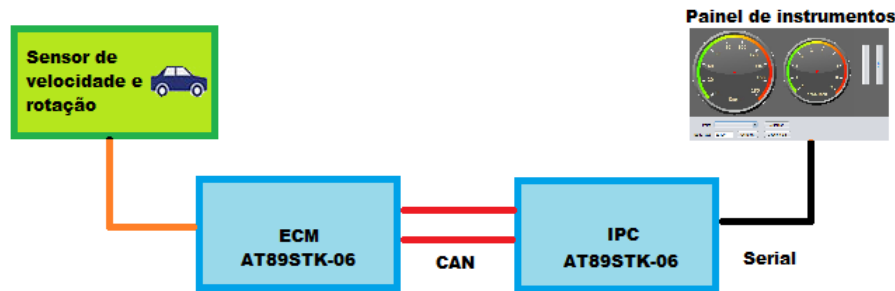 Painel de instrumentos
Sensor de
velocidade e
rotação
ECM
AT89STK-06
CAN
IPC
AT89STK-06
Serial